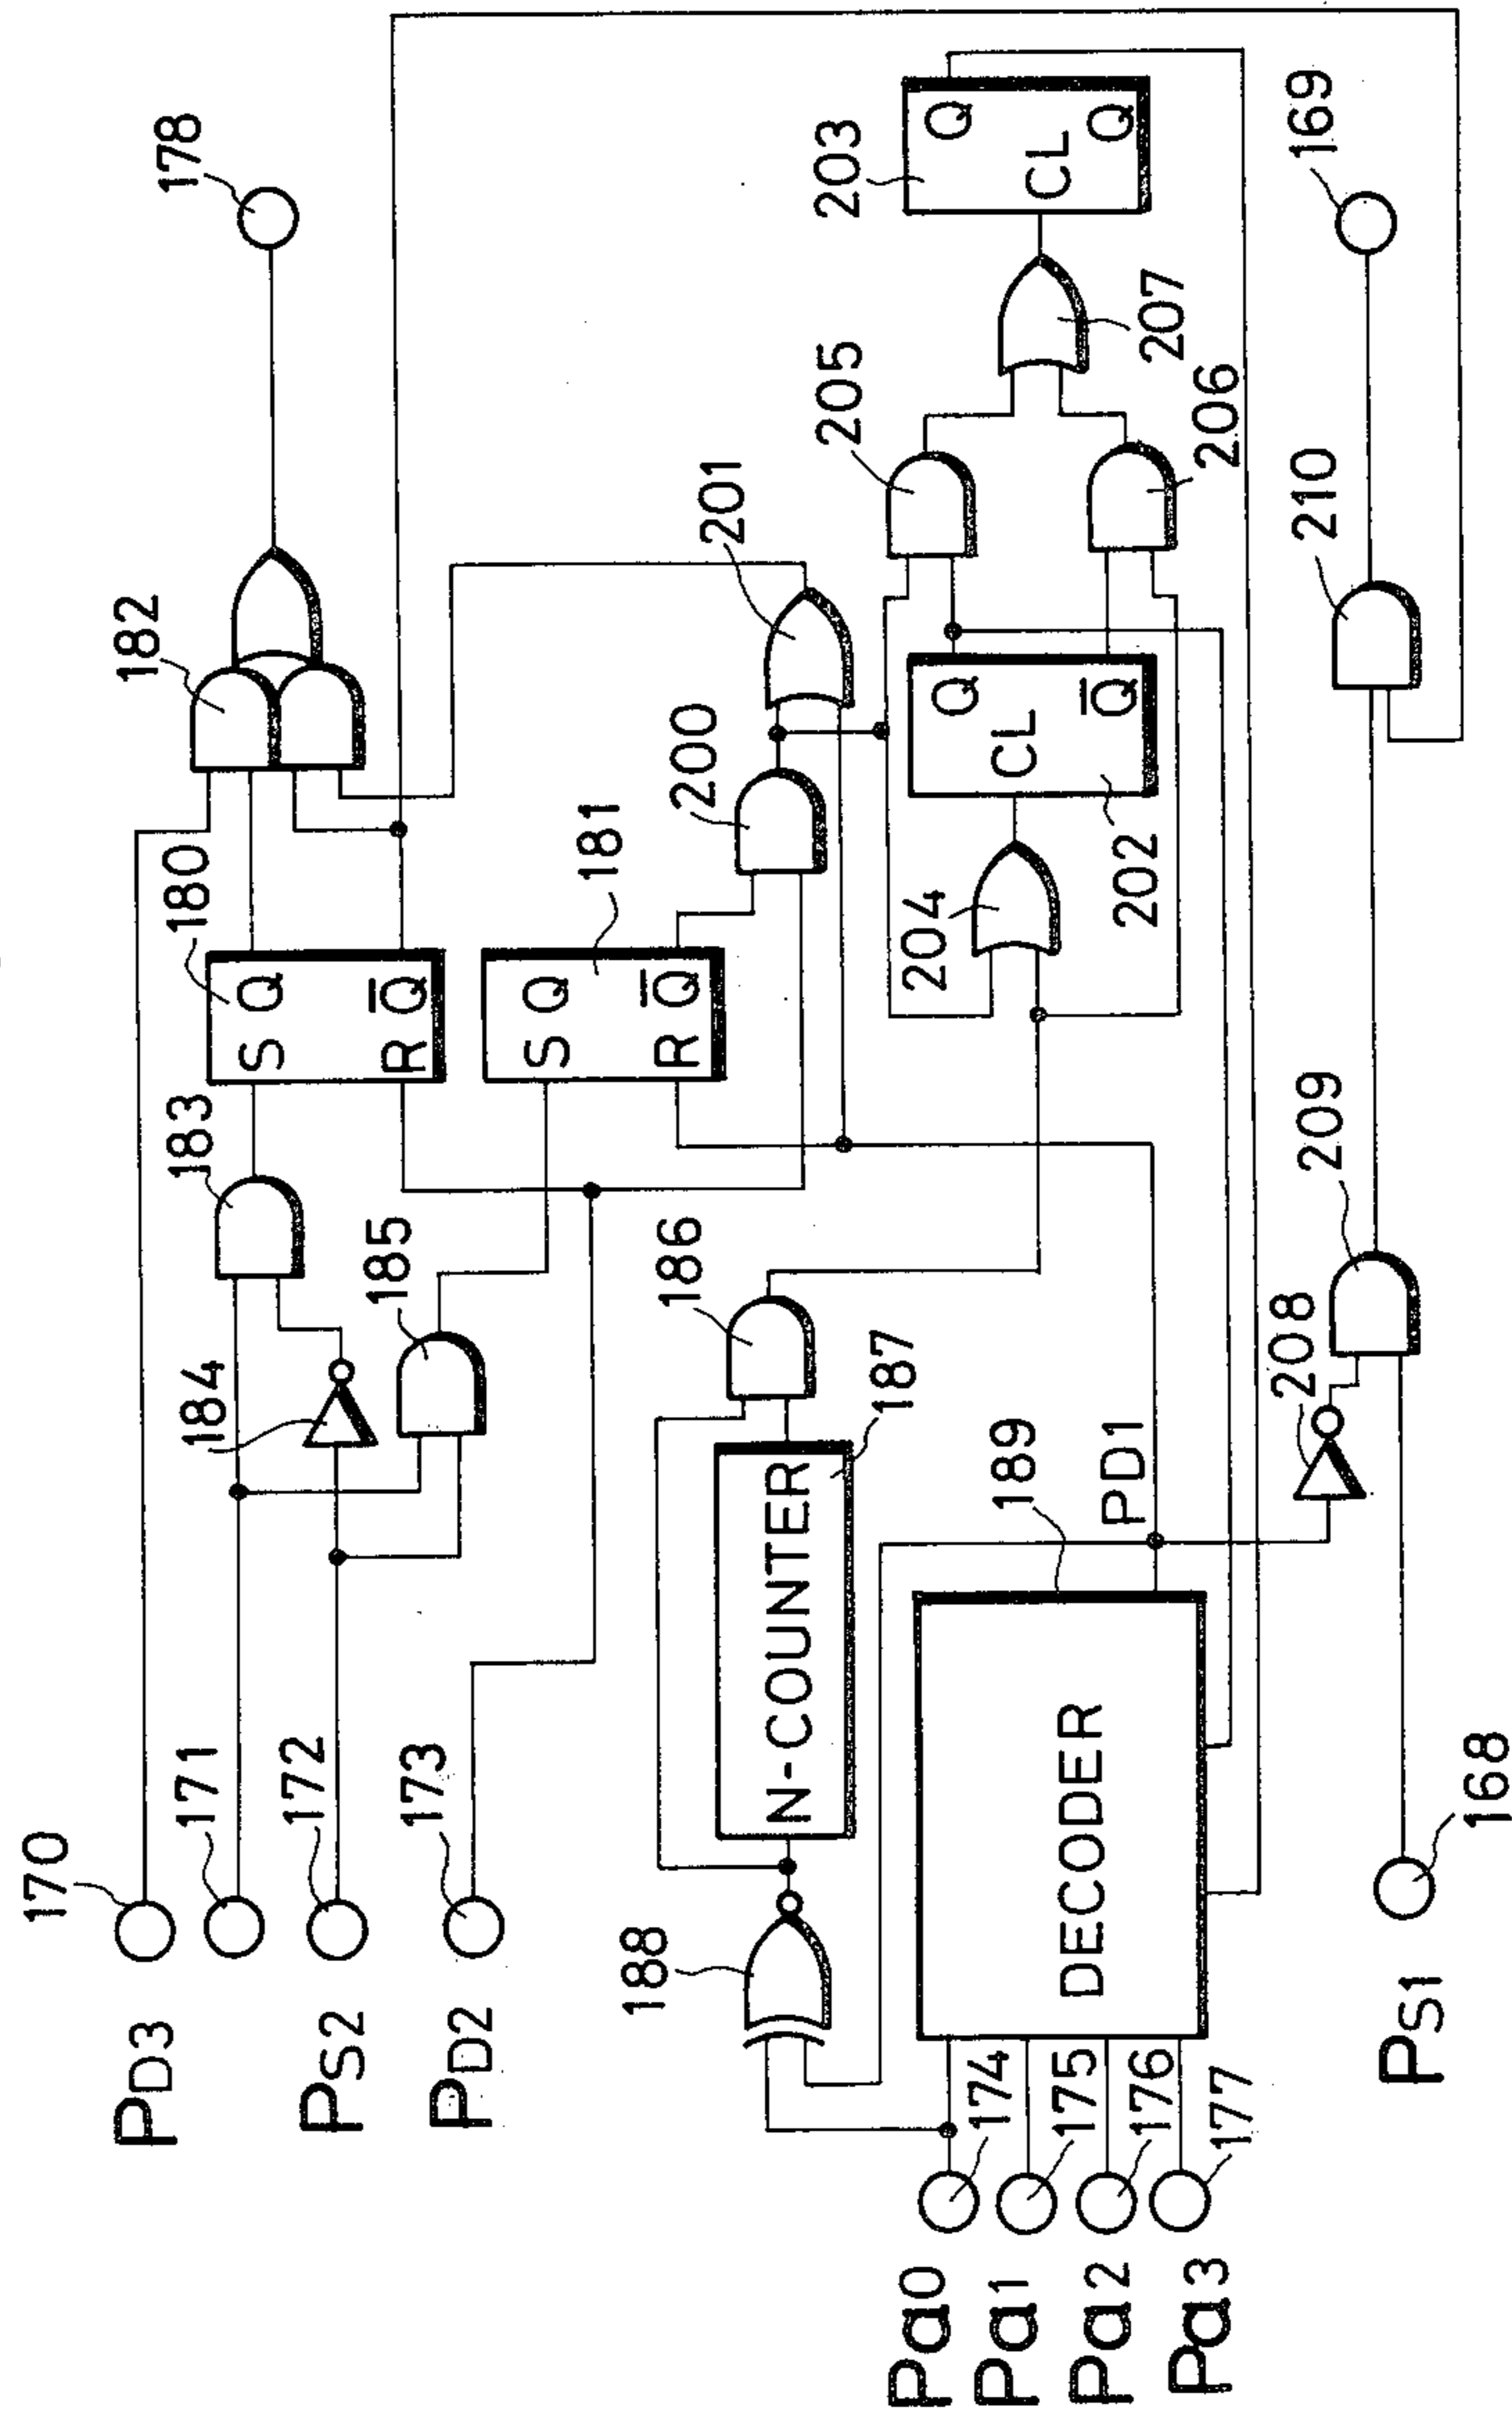 170
PD3
171
PS2
172
PD2
173
178
182
180
S Q
R Q̅
183
184
185
181
S Q
R Q̅
200
201
186
N-COUNTER
187
188
DECODER
189
PD1
Pa0
174
Pa1
175
Pa2
176
Pa3
177
204
202
CL
Q
Q̅
205
206
207
203
CL
Q
Q
208
209
210
169
PS1
168